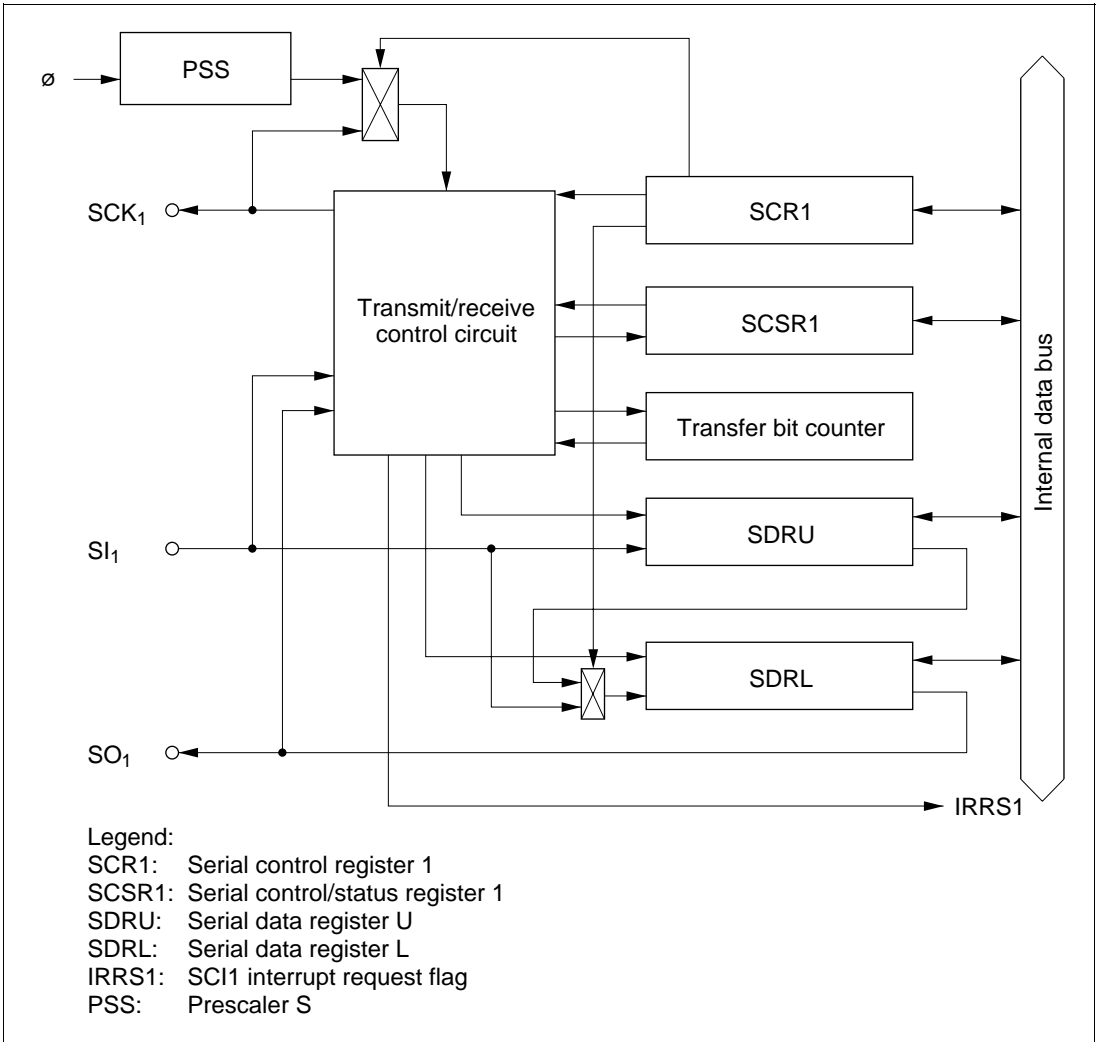 ø
PSS
SCK₁
SCR1
Transmit/receive
control circuit
SCSR1
Transfer bit counter
Internal data bus
SI₁
SDRU
SDRL
SO₁
IRRS1
Legend:
SCR1: Serial control register 1
SCSR1: Serial control/status register 1
SDRU: Serial data register U
SDRL: Serial data register L
IRRS1: SCI1 interrupt request flag
PSS: Prescaler S